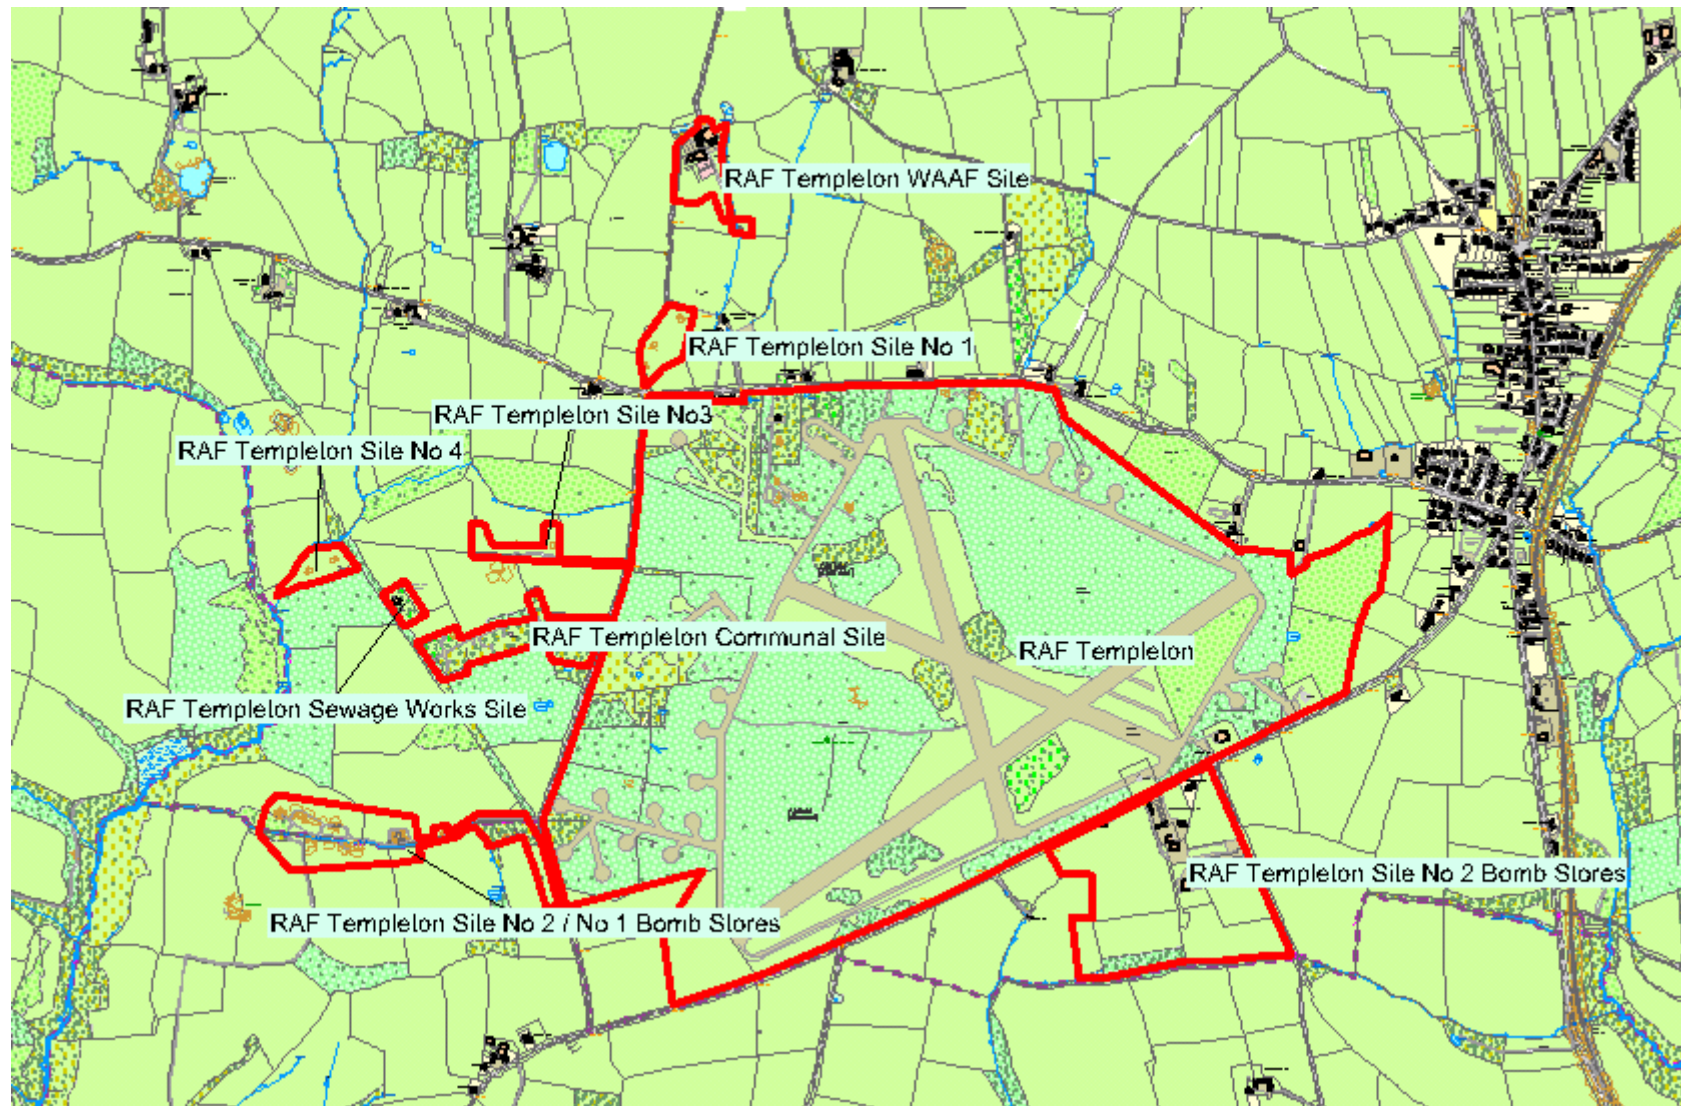 RAF Templeton WAAF Site
RAF Templeton Site No 1
RAF Templeton Site No3
RAF Templeton Site No 4
RAF Templeton Communal Site
RAF Templeton
RAF Templeton Sewage Works Site
RAF Templeton Site No 2 Bomb Stores
RAF Templeton Site No 2 / No 1 Bomb Stores